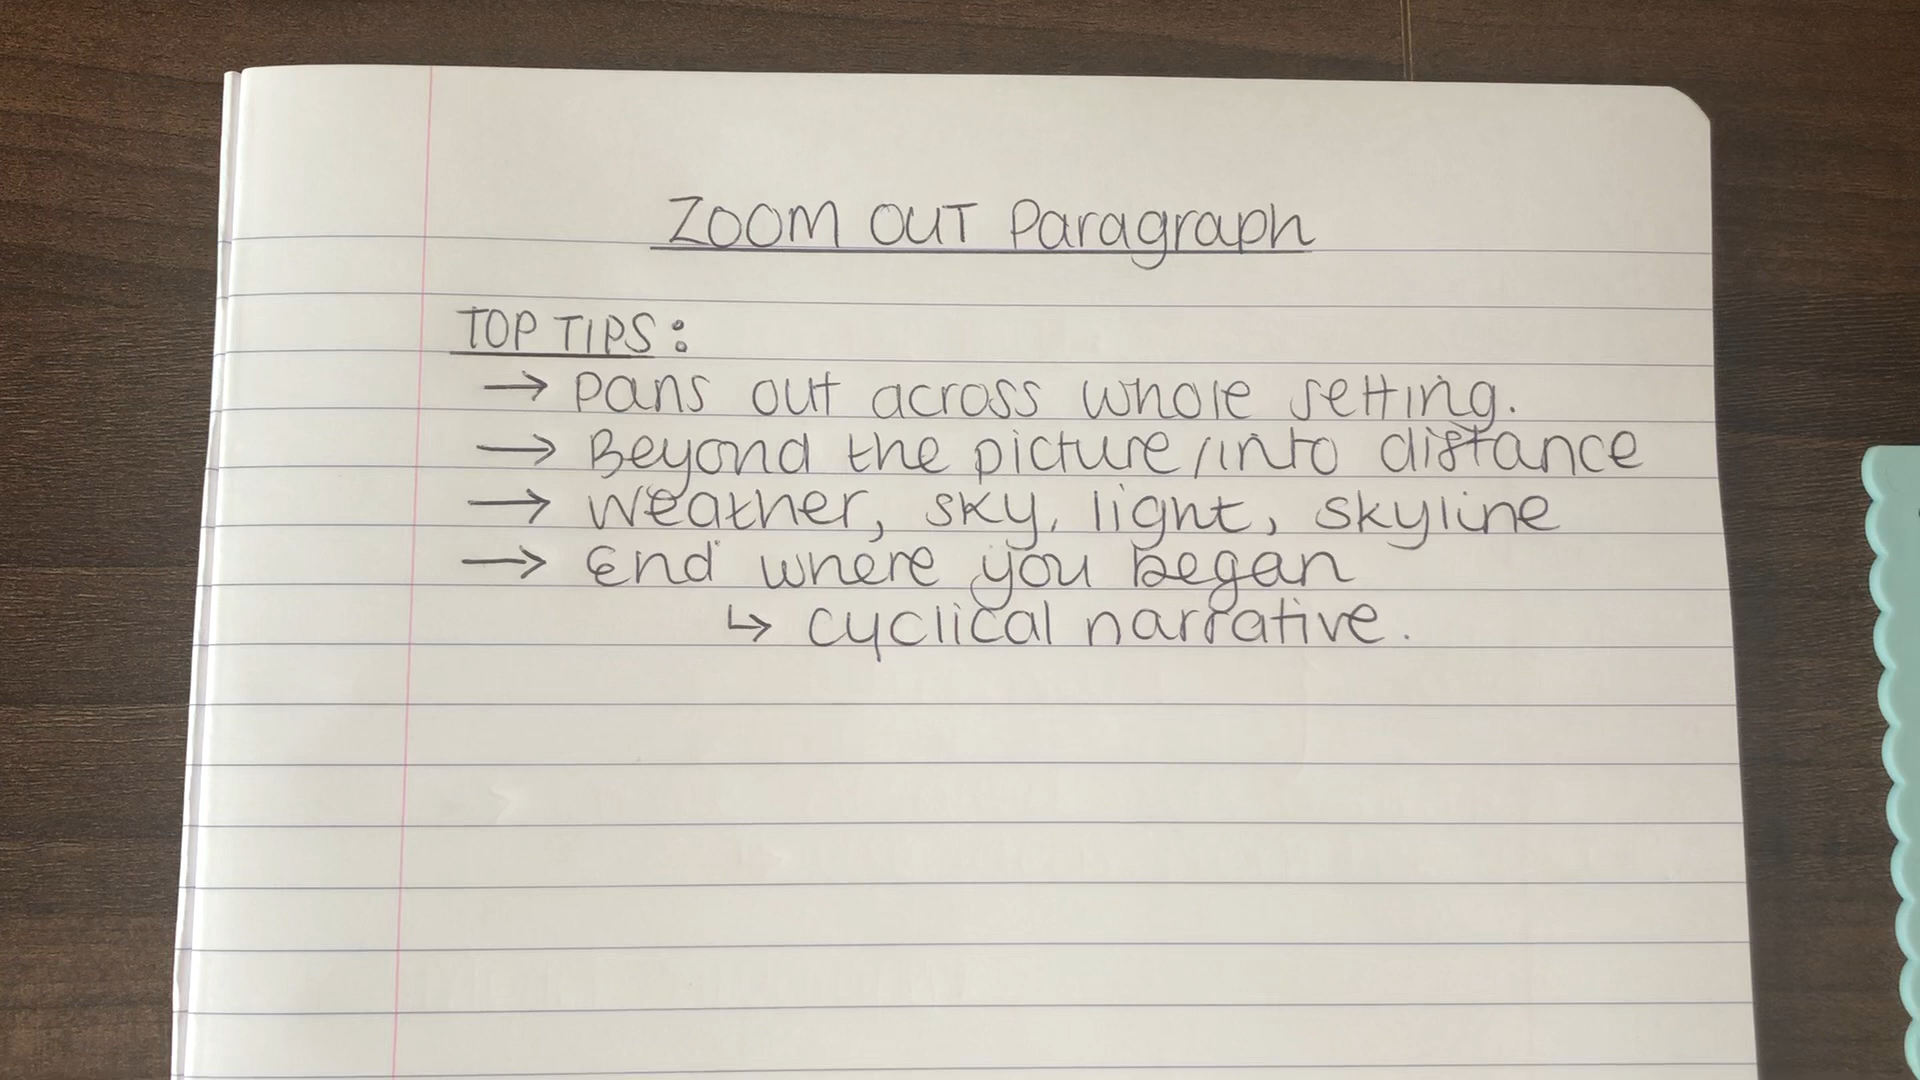 ZOOM OUT Paragraph
TOP TIPS:
→ pans out across whole setting.
→ Beyond the picture/into distance
→ Weather, sky, light, skyline
→ End where you began
↳ cyclical narrative.